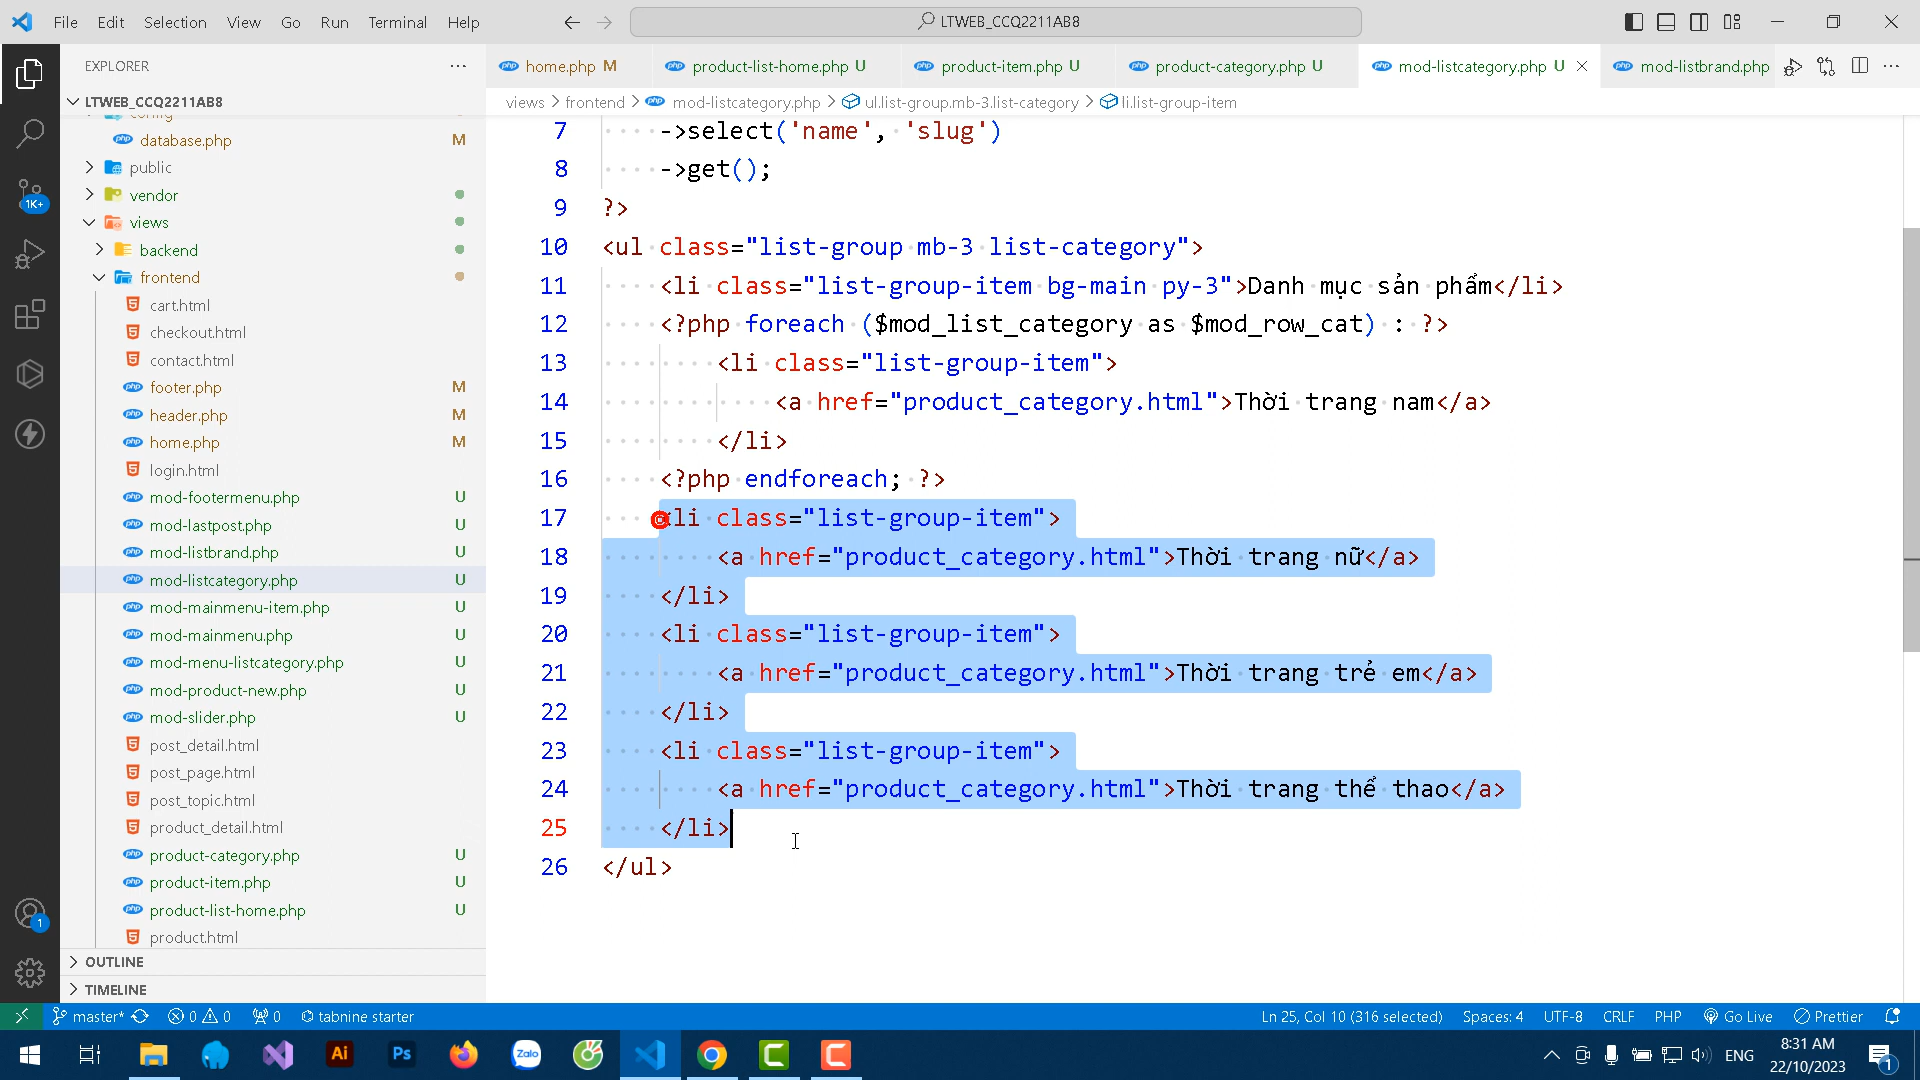 File Edit Selection View Go Run Terminal Help
LTWEB_CCQ2211AB8
EXPLORER
home.php M
product-list-home.php U
product-item.php U
product-category.php U
mod-listcategory.php U
mod-listbrand.php
LTWEB_CCQ2211AB8
views > frontend > mod-listcategory.php > ul.list-group.mb-3.list-category > li.list-group-item
config
database.php M
public
vendor
views
backend
frontend
cart.html
checkout.html
contact.html
footer.php M
header.php M
home.php M
login.html
mod-footermenu.php U
mod-lastpost.php U
mod-listbrand.php U
mod-listcategory.php U
mod-mainmenu-item.php U
mod-mainmenu.php U
mod-menu-listcategory.php U
mod-product-new.php U
mod-slider.php U
post_detail.html
post_page.html
post_topic.html
product_detail.html
product-category.php U
product-item.php U
product-list-home.php U
product.html
OUTLINE
TIMELINE
1K+
1
7 ->select('name', 'slug')
8 ->get();
9 ?>
10 <ul class="list-group mb-3 list-category">
11 <li class="list-group-item bg-main py-3">Danh mục sản phẩm</li>
12 <?php foreach ($mod_list_category as $mod_row_cat) : ?>
13 <li class="list-group-item">
14 <a href="product_category.html">Thời trang nam</a>
15 </li>
16 <?php endforeach; ?>
17 <li class="list-group-item">
18 <a href="product_category.html">Thời trang nữ</a>
19 </li>
20 <li class="list-group-item">
21 <a href="product_category.html">Thời trang trẻ em</a>
22 </li>
23 <li class="list-group-item">
24 <a href="product_category.html">Thời trang thể thao</a>
25 </li>
26 </ul>
master* 0 0 0 tabnine starter
Ln 25, Col 10 (316 selected) Spaces: 4 UTF-8 CRLF PHP Go Live Prettier
Ai Ps Zalo
ENG
8:31 AM
22/10/2023
1